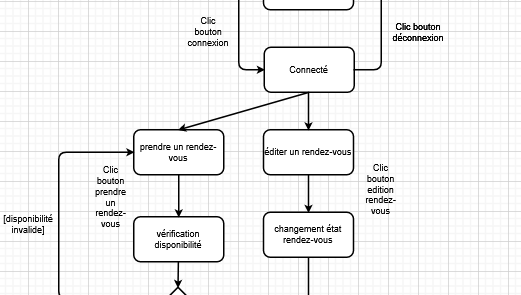 Clic
bouton
connexion
Clic bouton
déconnexion
Connecté
prendre un rendez-
vous
éditer un rendez-vous
Clic
bouton
prendre
un
rendez-
vous
Clic
bouton
edition
rendez-
vous
[disponibilité
invalide]
vérification
disponibilité
changement état
rendez-vous